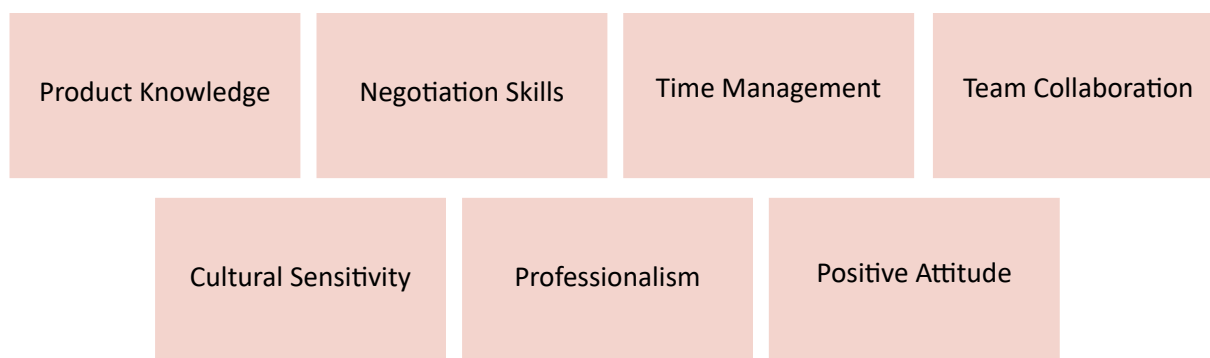 Product Knowledge
Negotiation Skills
Time Management
Team Collaboration
Cultural Sensitivity
Professionalism
Positive Attitude